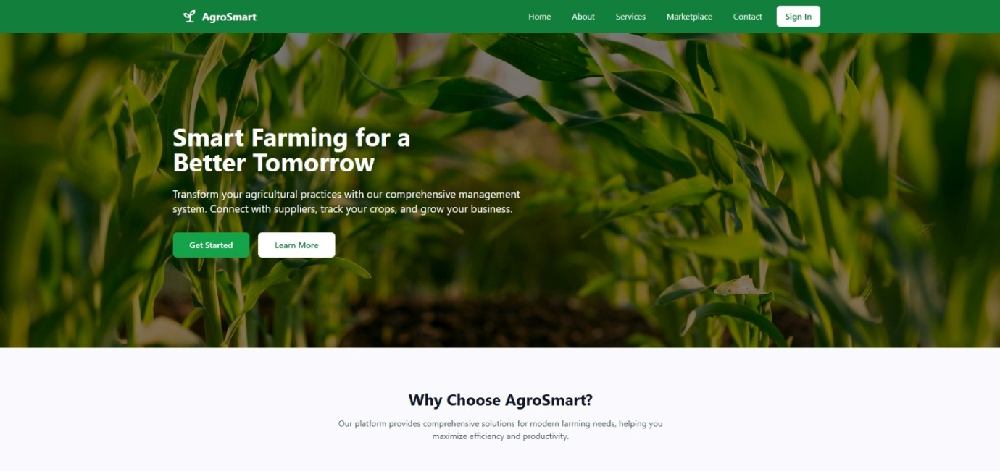 AgroSmart
Home
About
Services
Marketplace
Contact
Sign In
Smart Farming for a
Better Tomorrow
Transform your agricultural practices with our comprehensive management
system. Connect with suppliers, track your crops, and grow your business.
Get Started
Learn More
Why Choose AgroSmart?
Our platform provides comprehensive solutions for modern farming needs, helping you
maximize efficiency and productivity.